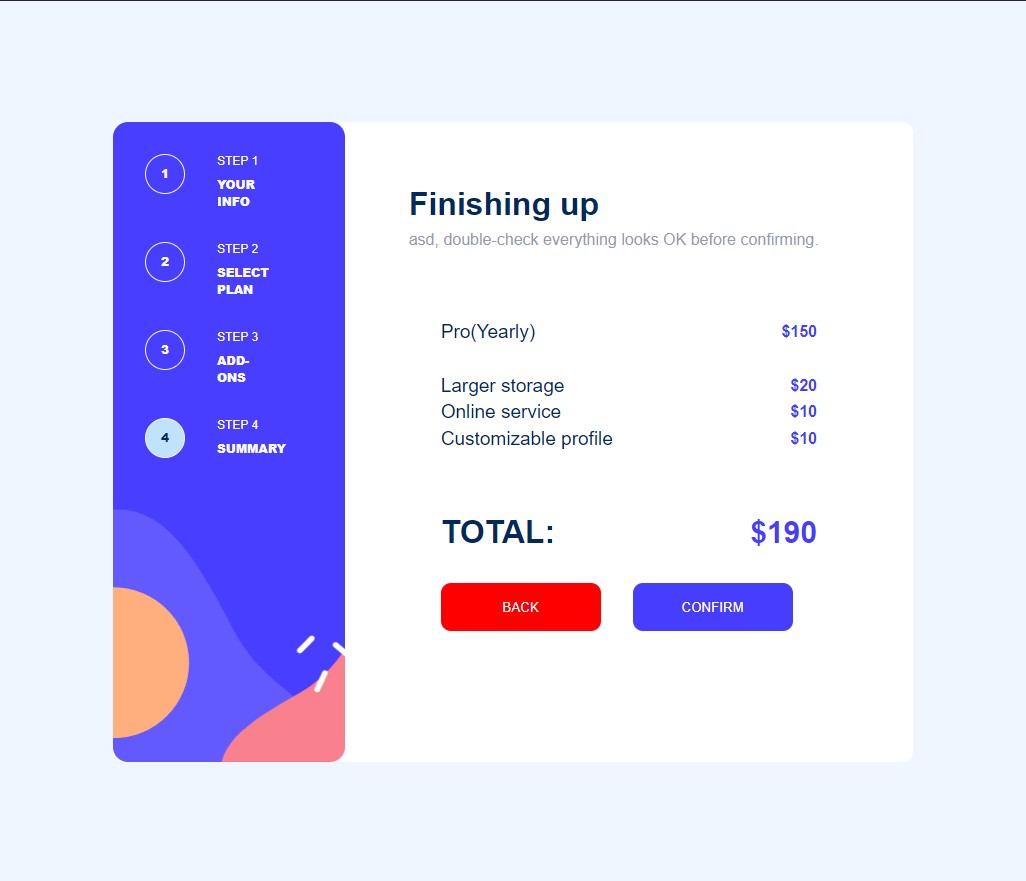 1
STEP 1
YOUR
INFO
2
STEP 2
SELECT
PLAN
3
STEP 3
ADD-
ONS
4
STEP 4
SUMMARY
Finishing up
asd, double-check everything looks OK before confirming.
Pro(Yearly) $150
Larger storage $20
Online service $10
Customizable profile $10
TOTAL: $190
BACK CONFIRM